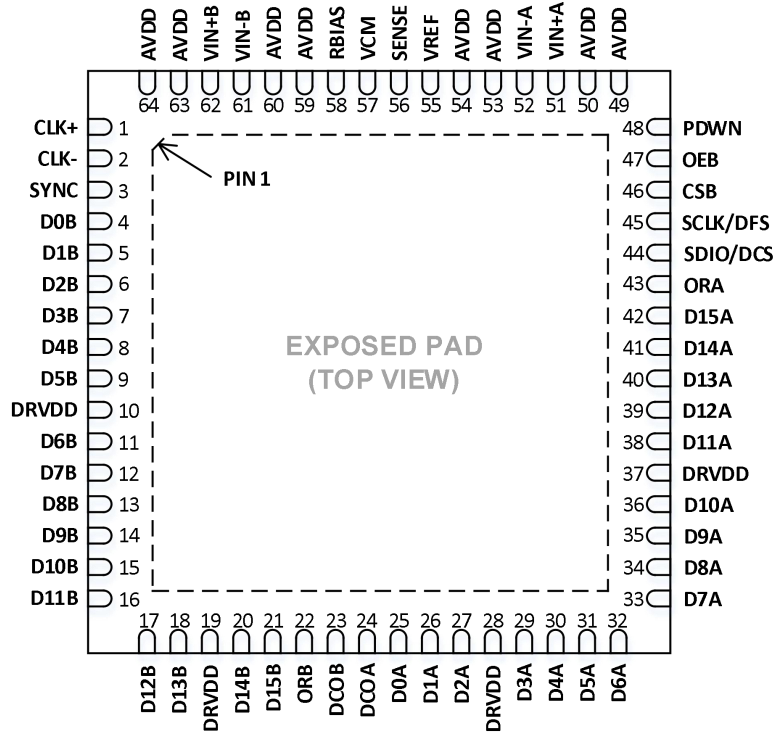 AVDD AVDD VIN+B VIN-B AVDD AVDD RBIAS VCM SENSE VREF AVDD AVDD VIN-A VIN+A AVDD AVDD
64 63 62 61 60 59 58 57 56 55 54 53 52 51 50 49
CLK+ 1 48 PDWN
CLK- 2 47 OEB
PIN 1
SYNC 3 46 CSB
D0B 4 45 SCLK/DFS
D1B 5 44 SDIO/DCS
D2B 6 43 ORA
D3B 7 42 D15A
D4B 8 41 D14A
EXPOSED PAD
(TOP VIEW)
D5B 9 40 D13A
DRVDD 10 39 D12A
D6B 11 38 D11A
D7B 12 37 DRVDD
D8B 13 36 D10A
D9B 14 35 D9A
D10B 15 34 D8A
D11B 16 33 D7A
17 18 19 20 21 22 23 24 25 26 27 28 29 30 31 32
D12B D13B DRVDD D14B D15B ORB DCOB DCOA D0A D1A D2A DRVDD D3A D4A D5A D6A